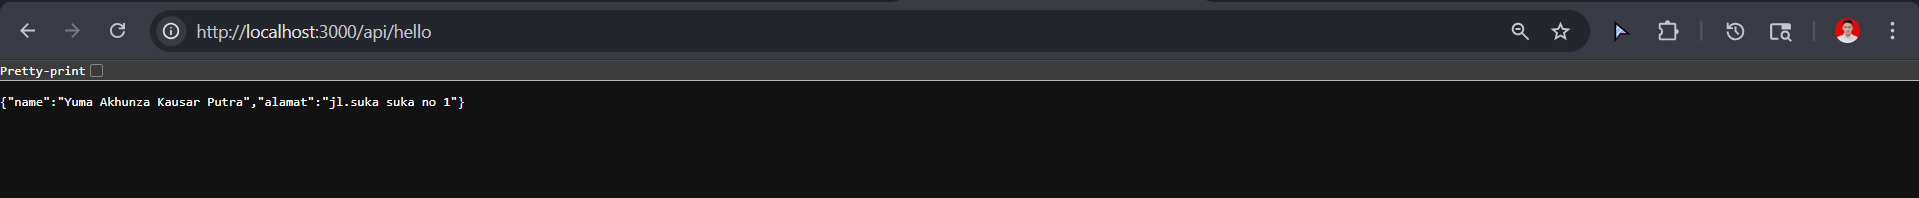 http://localhost:3000/api/hello
Pretty-print
{"name":"Yuma Akhunza Kausar Putra","alamat":"jl.suka suka no 1"}